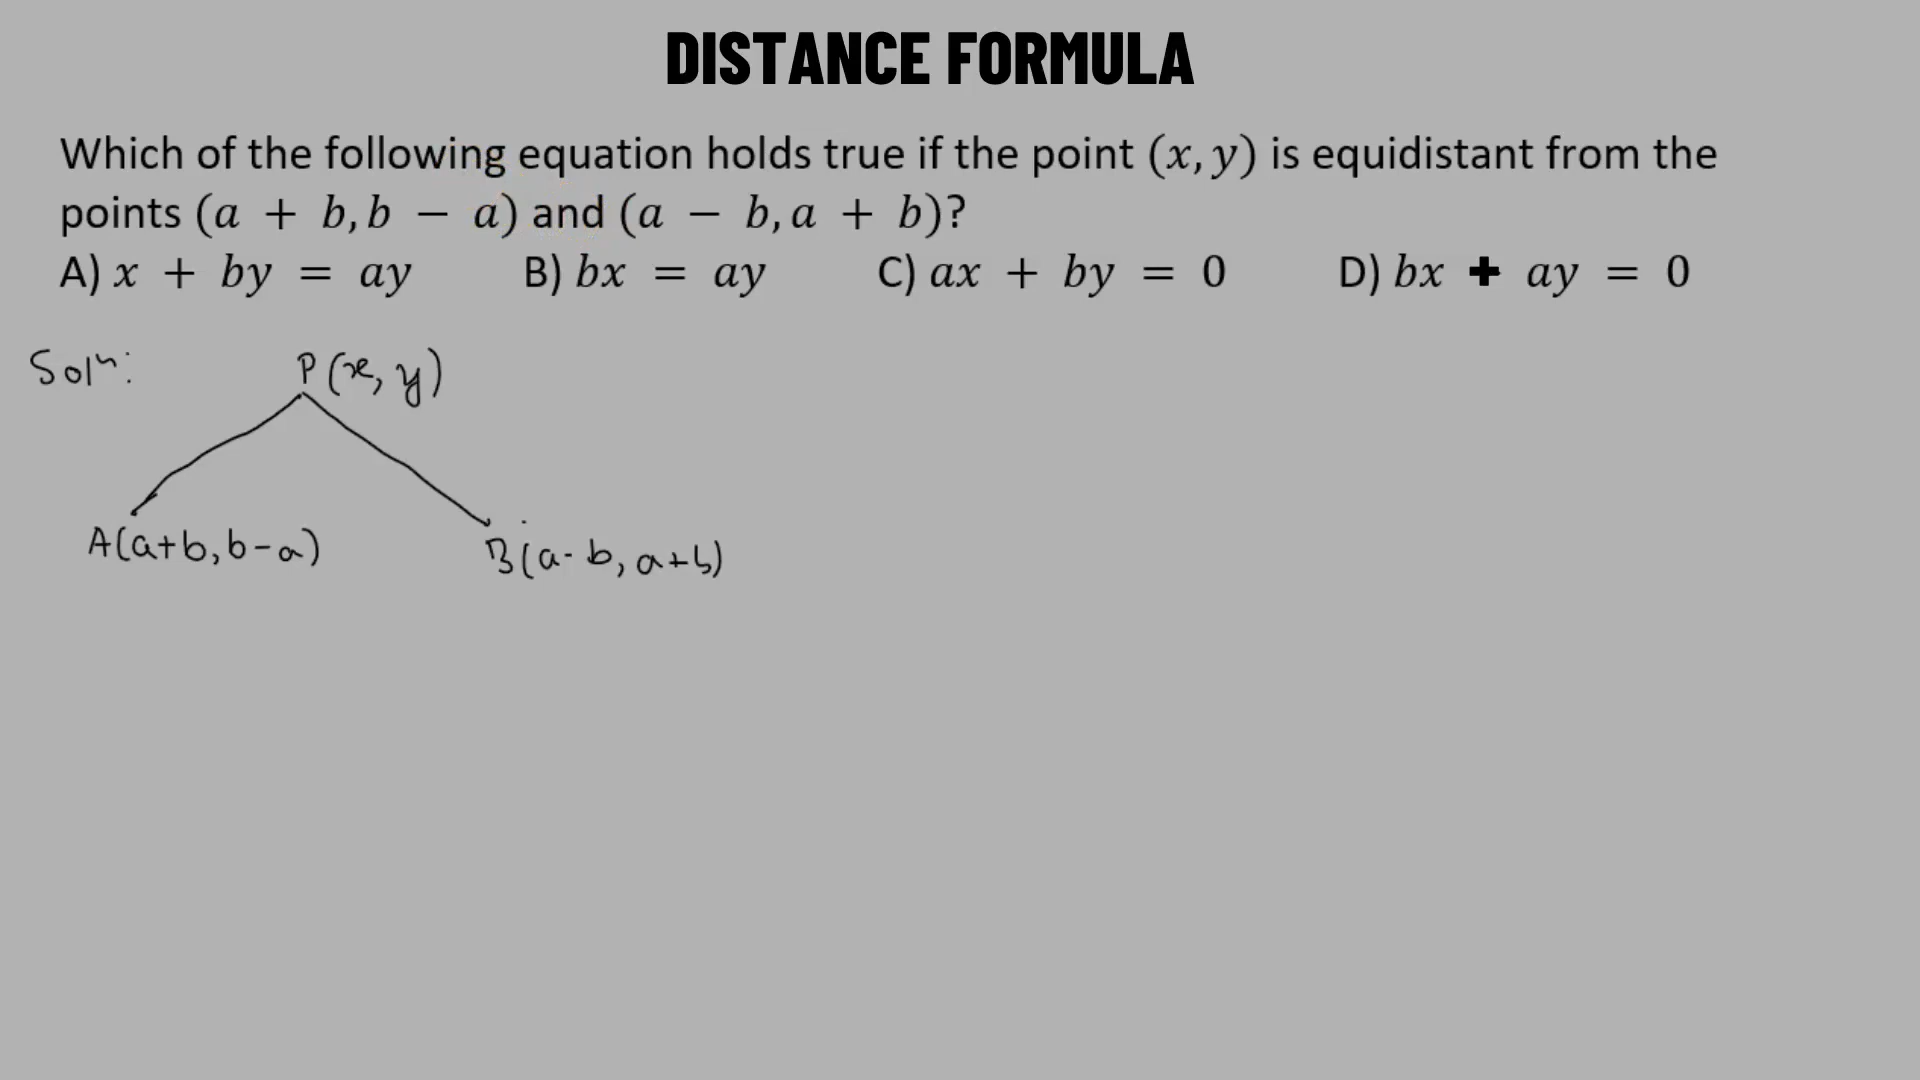 DISTANCE FORMULA
Which of the following equation holds true if the point (x, y) is equidistant from the
points (a + b, b − a) and (a − b, a + b)?
A) x + by = ay B) bx = ay C) ax + by = 0 D) bx + ay = 0
Solⁿ: P(x, y)
A(a+b, b-a) B(a-b, a+b)